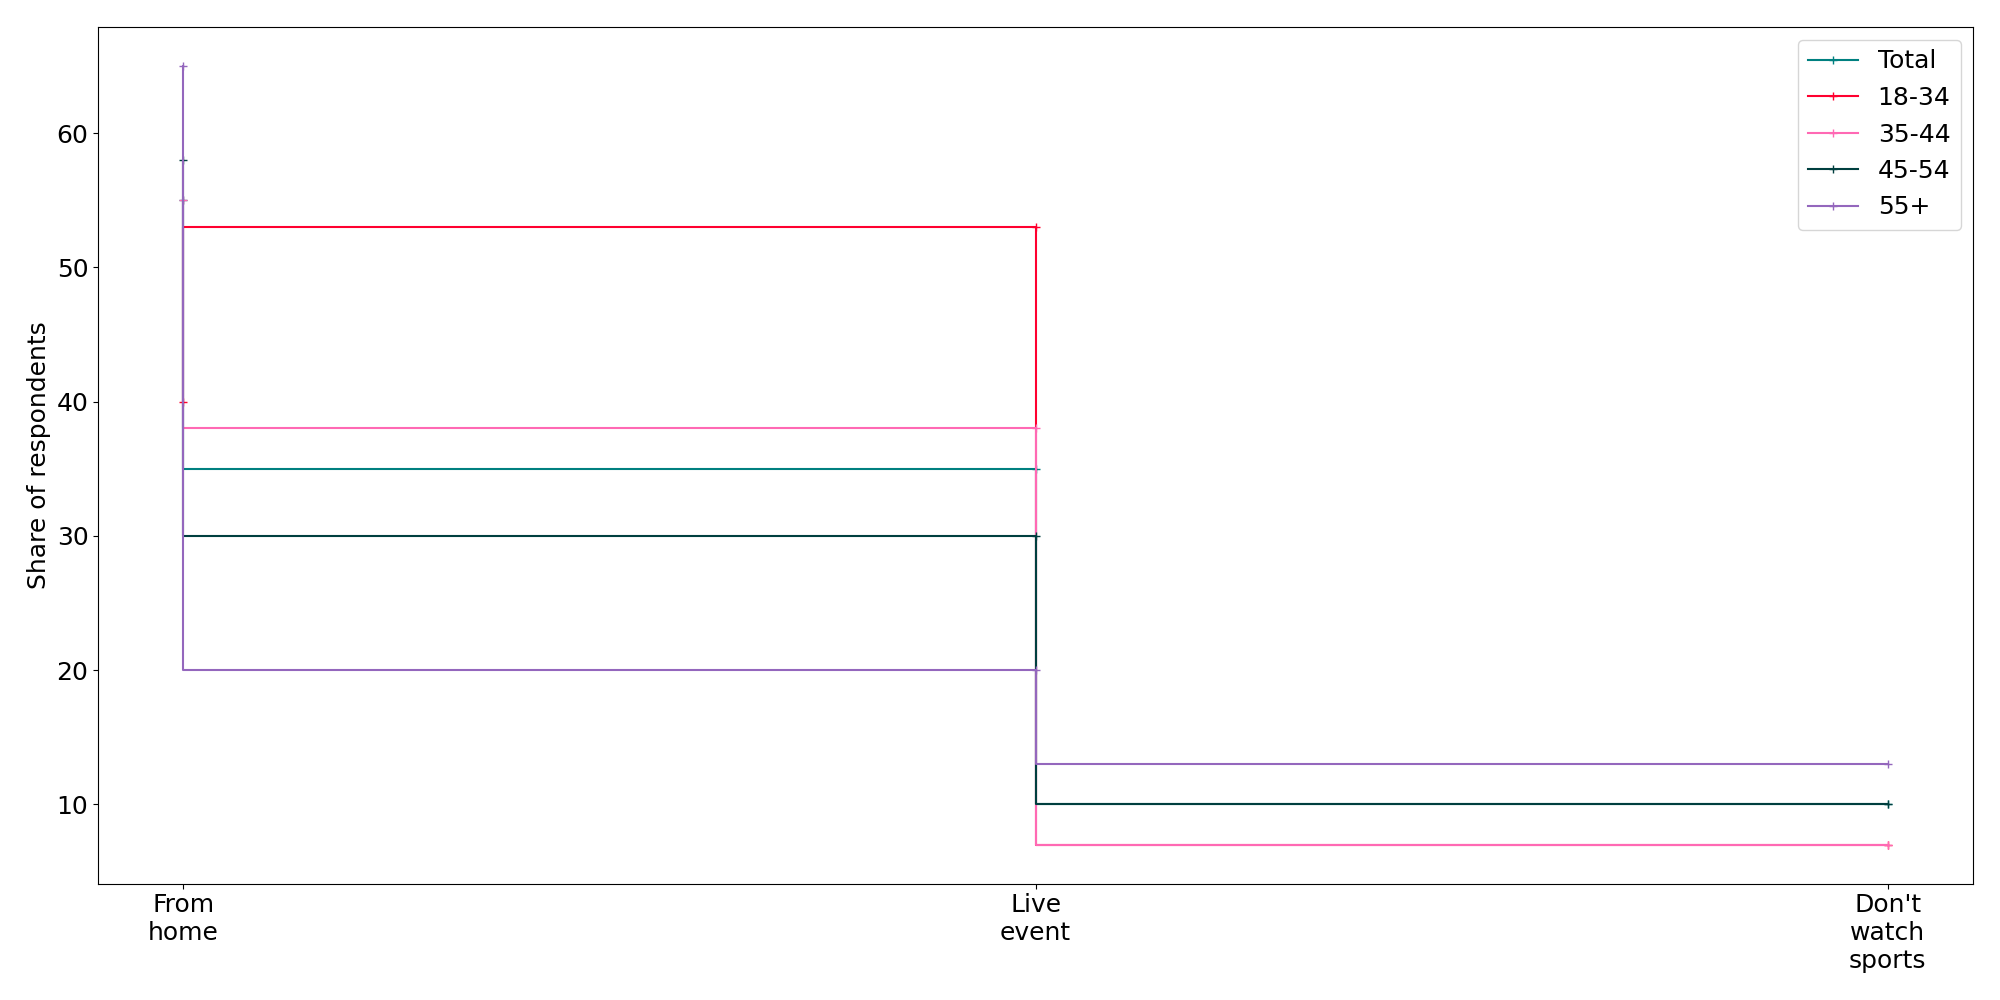 Total
18-34
35-44
45-54
55+
60
50
40
30
20
10
Share of respondents
From
home
Live
event
Don't
watch
sports